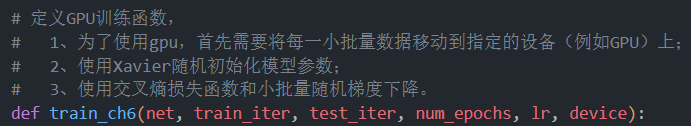 # 定义GPU训练函数，
#   1、为了使用gpu，首先需要将每一小批量数据移动到指定的设备（例如GPU）上；
#   2、使用Xavier随机初始化模型参数；
#   3、使用交叉熵损失函数和小批量随机梯度下降。
def train_ch6(net, train_iter, test_iter, num_epochs, lr, device):